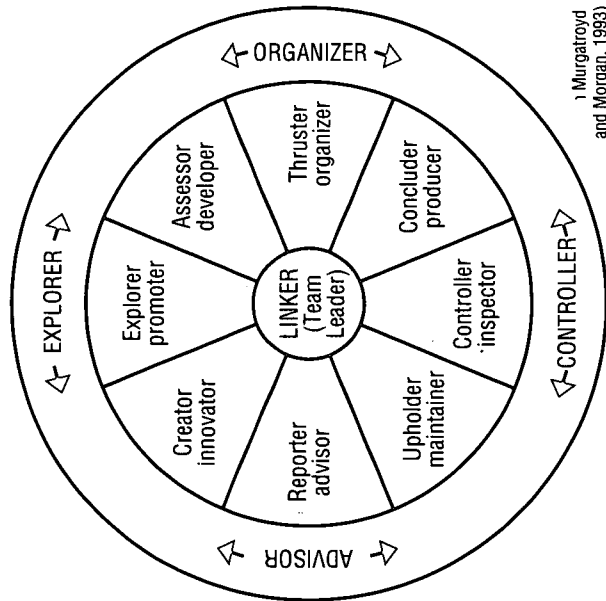 EXPLORER
ORGANIZER
CONTROLLER
ADVISOR
Explorer
promoter
Assessor
developer
Thruster
organizer
Concluder
producer
Controller
inspector
Upholder
maintainer
Reporter
advisor
Creator
innovator
LINKER
(Team
Leader)
Murgatroyd
and Morgan, 1993)